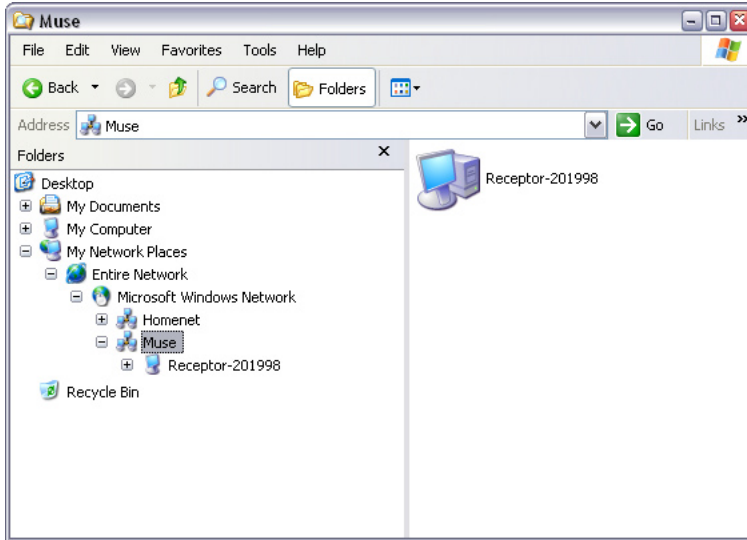 Muse
File Edit View Favorites Tools Help
Back Search Folders
Address Muse Go Links »
Folders x
Desktop
My Documents
My Computer
My Network Places
Entire Network
Microsoft Windows Network
Homenet
Muse
Receptor-201998
Recycle Bin
Receptor-201998